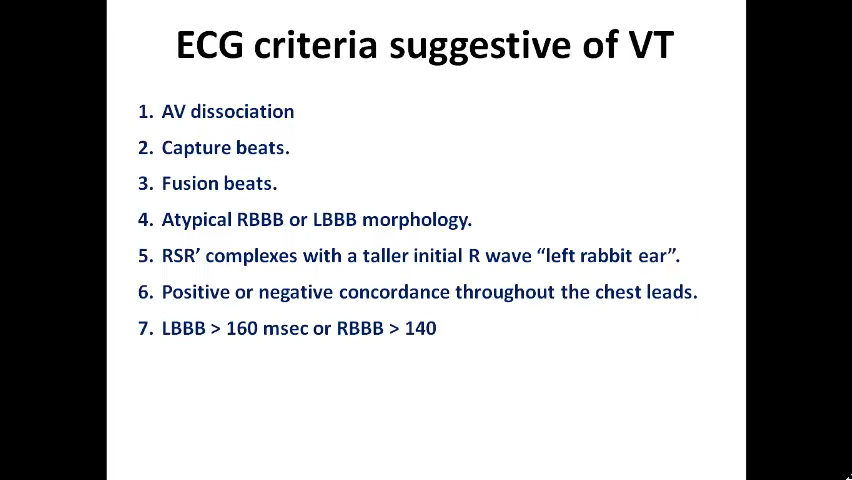 ECG criteria suggestive of VT
1. AV dissociation
2. Capture beats.
3. Fusion beats.
4. Atypical RBBB or LBBB morphology.
5. RSR’ complexes with a taller initial R wave “left rabbit ear”.
6. Positive or negative concordance throughout the chest leads.
7. LBBB > 160 msec or RBBB > 140